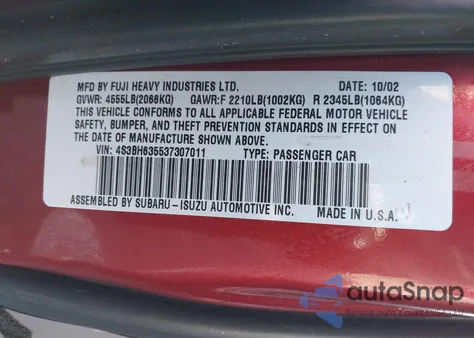 MFD BY FUJI HEAVY INDUSTRIES LTD. DATE: 10/02
GVWR: 4555LB(2066KG) GAWR:F 2210LB(1002KG) R 2345LB(1064KG)
THIS VEHICLE CONFORMS TO ALL APPLICABLE FEDERAL MOTOR VEHICLE
SAFETY, BUMPER, AND THEFT PREVENTION STANDARDS IN EFFECT ON THE
DATE OF MANUFACTURE SHOWN ABOVE.
VIN: 4S3BH635537307011 TYPE: PASSENGER CAR
ASSEMBLED BY SUBARU-ISUZU AUTOMOTIVE INC. MADE IN U.S.A.
autoSnap